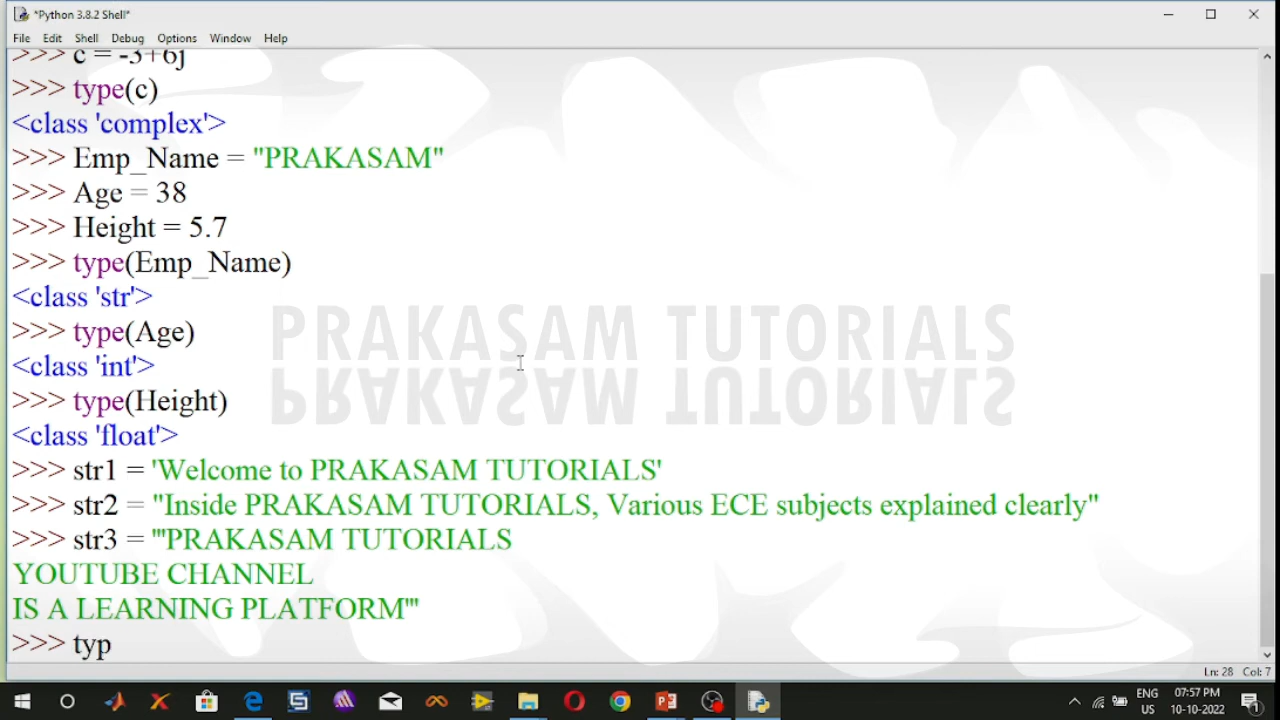 *Python 3.8.2 Shell*
File Edit Shell Debug Options Window Help
>>> c = -3+6j
>>> type(c)
<class 'complex'>
>>> Emp_Name = "PRAKASAM"
>>> Age = 38
>>> Height = 5.7
>>> type(Emp_Name)
<class 'str'>
>>> type(Age)
<class 'int'>
>>> type(Height)
<class 'float'>
>>> str1 = 'Welcome to PRAKASAM TUTORIALS'
>>> str2 = "Inside PRAKASAM TUTORIALS, Various ECE subjects explained clearly"
>>> str3 = '''PRAKASAM TUTORIALS
YOUTUBE CHANNEL
IS A LEARNING PLATFORM'''
>>> typ
PRAKASAM TUTORIALS
Ln: 28 Col: 7
ENG 07:57 PM
US 10-10-2022